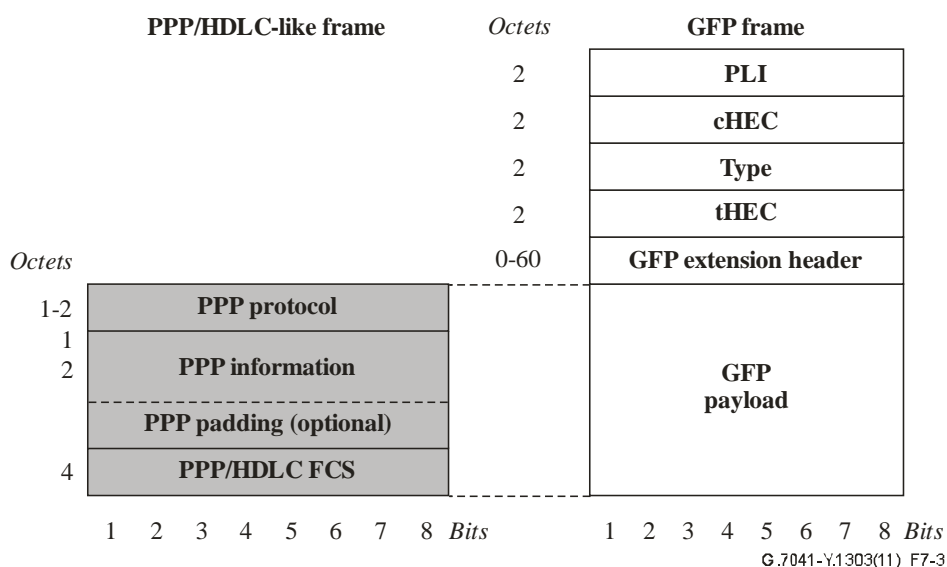 PPP/HDLC-like frame Octets GFP frame
2 PLI
2 cHEC
2 Type
2 tHEC
Octets 0-60 GFP extension header
1-2 PPP protocol
1
2 PPP information
GFP
payload
PPP padding (optional)
4 PPP/HDLC FCS
1 2 3 4 5 6 7 8 Bits 1 2 3 4 5 6 7 8 Bits
G.7041-Y.1303(11)_F7-3